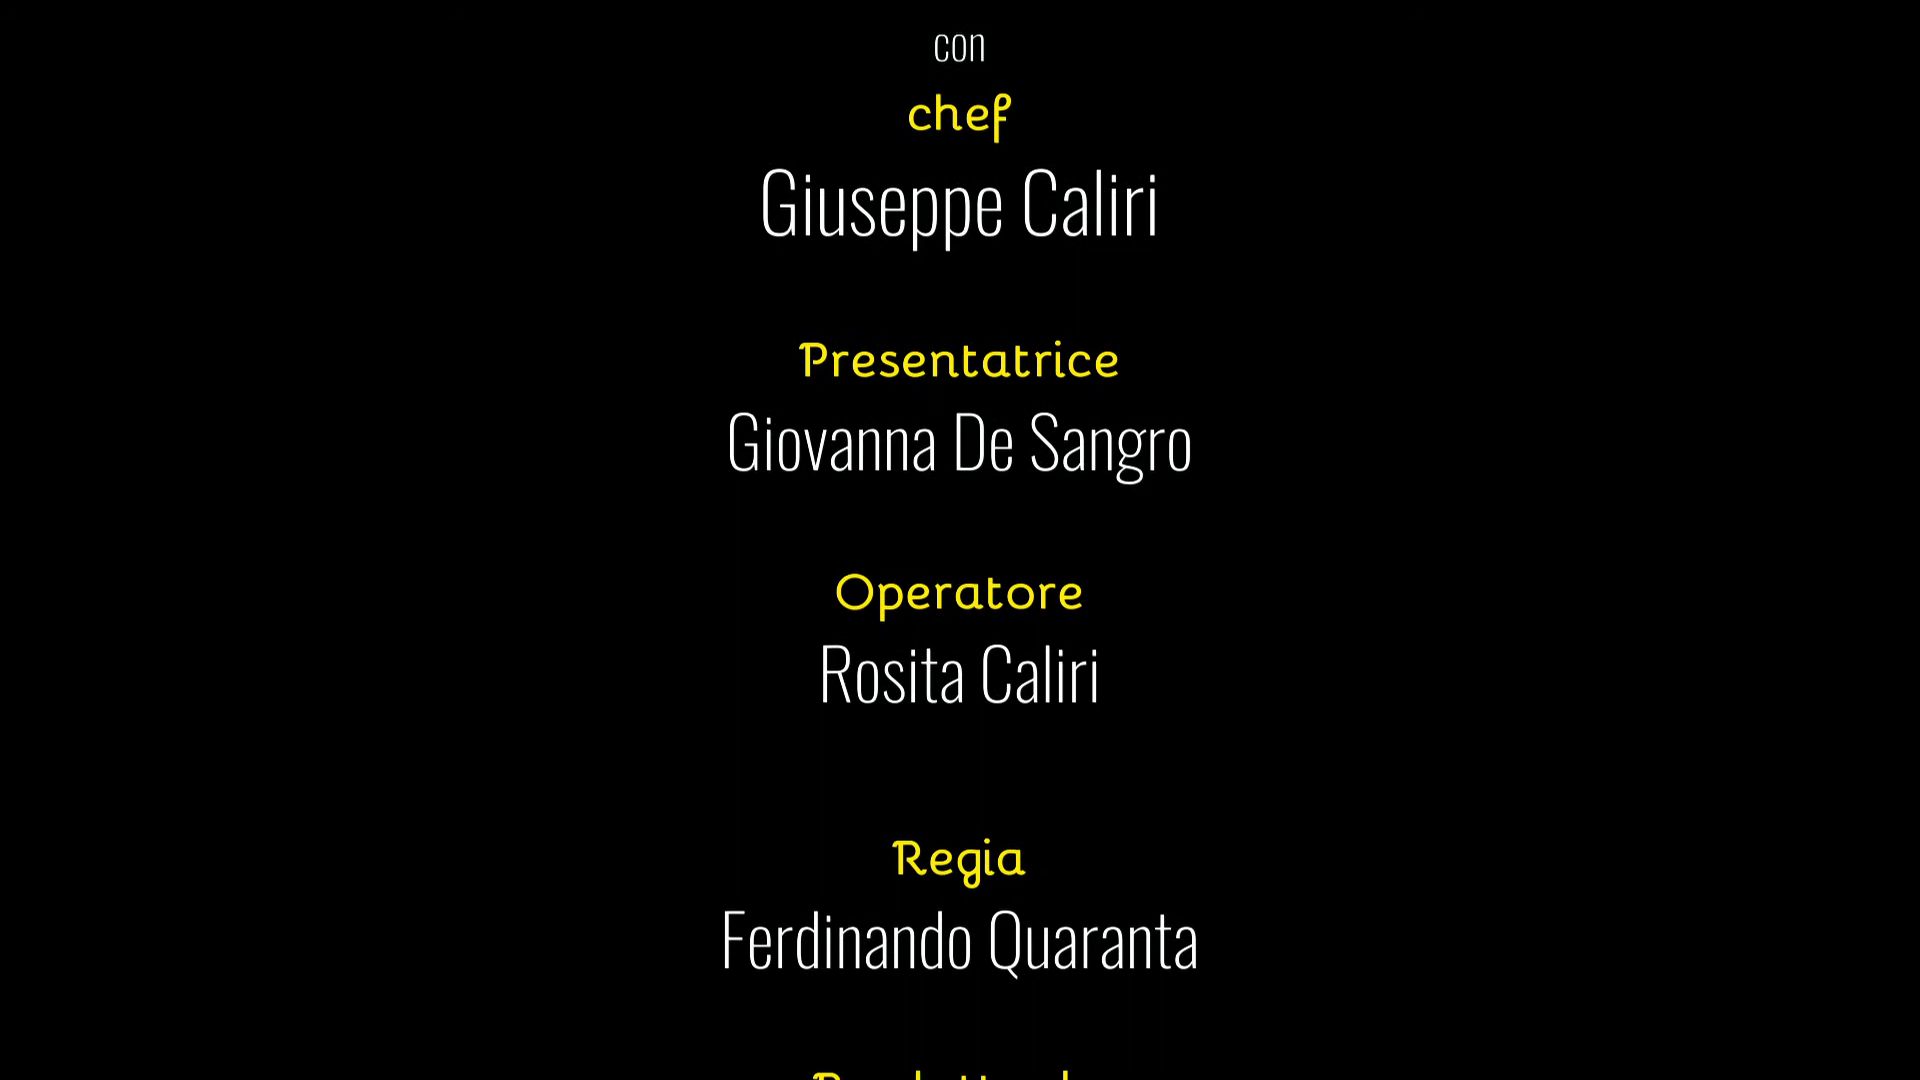 con
chef
Giuseppe Caliri
Presentatrice
Giovanna De Sangro
Operatore
Rosita Caliri
Regia
Ferdinando Quaranta